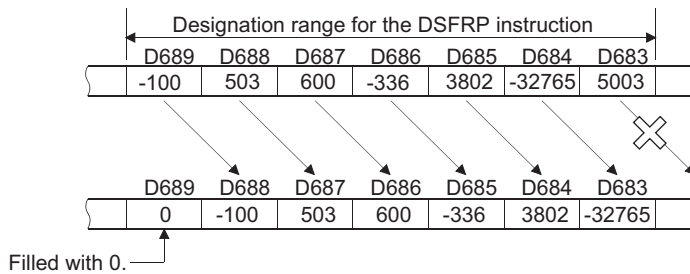 Designation range for the DSFRP instruction
D689 D688 D687 D686 D685 D684 D683
-100 503 600 -336 3802 -32765 5003
D689 D688 D687 D686 D685 D684 D683
0 -100 503 600 -336 3802 -32765
Filled with 0.